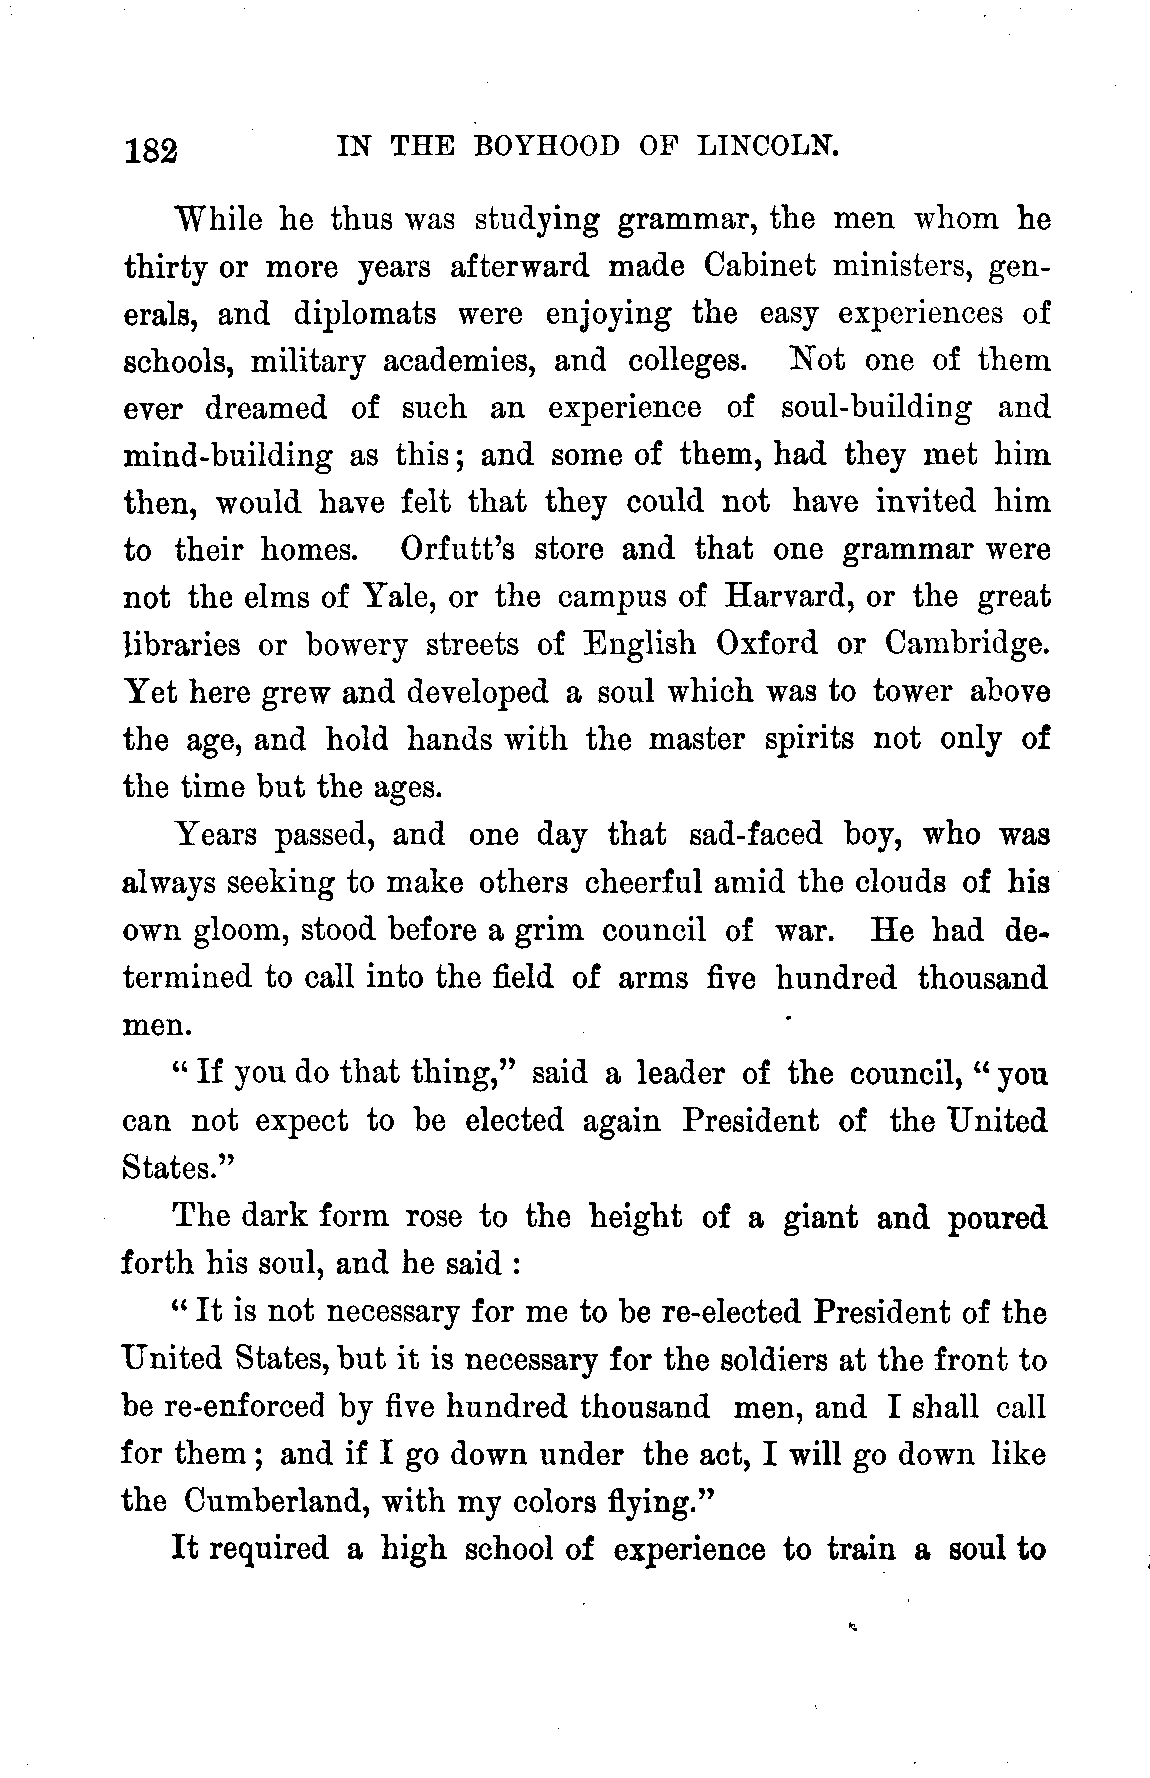 182 IN THE BOYHOOD OF LINCOLN.
While he thus was studying grammar, the men whom he
thirty or more years afterward made Cabinet ministers, gen-
erals, and diplomats were enjoying the easy experiences of
schools, military academies, and colleges. Not one of them
ever dreamed of such an experience of soul-building and
mind-building as this; and some of them, had they met him
then, would have felt that they could not have invited him
to their homes. Orfutt's store and that one grammar were
not the elms of Yale, or the campus of Harvard, or the great
libraries or bowery streets of English Oxford or Cambridge.
Yet here grew and developed a soul which was to tower above
the age, and hold hands with the master spirits not only of
the time but the ages.
Years passed, and one day that sad-faced boy, who was
always seeking to make others cheerful amid the clouds of his
own gloom, stood before a grim council of war. He had de-
termined to call into the field of arms five hundred thousand
men.
"If you do that thing," said a leader of the council, "you
can not expect to be elected again President of the United
States."
The dark form rose to the height of a giant and poured
forth his soul, and he said:
"It is not necessary for me to be re-elected President of the
United States, but it is necessary for the soldiers at the front to
be re-enforced by five hundred thousand men, and I shall call
for them; and if I go down under the act, I will go down like
the Cumberland, with my colors flying."
It required a high school of experience to train a soul to